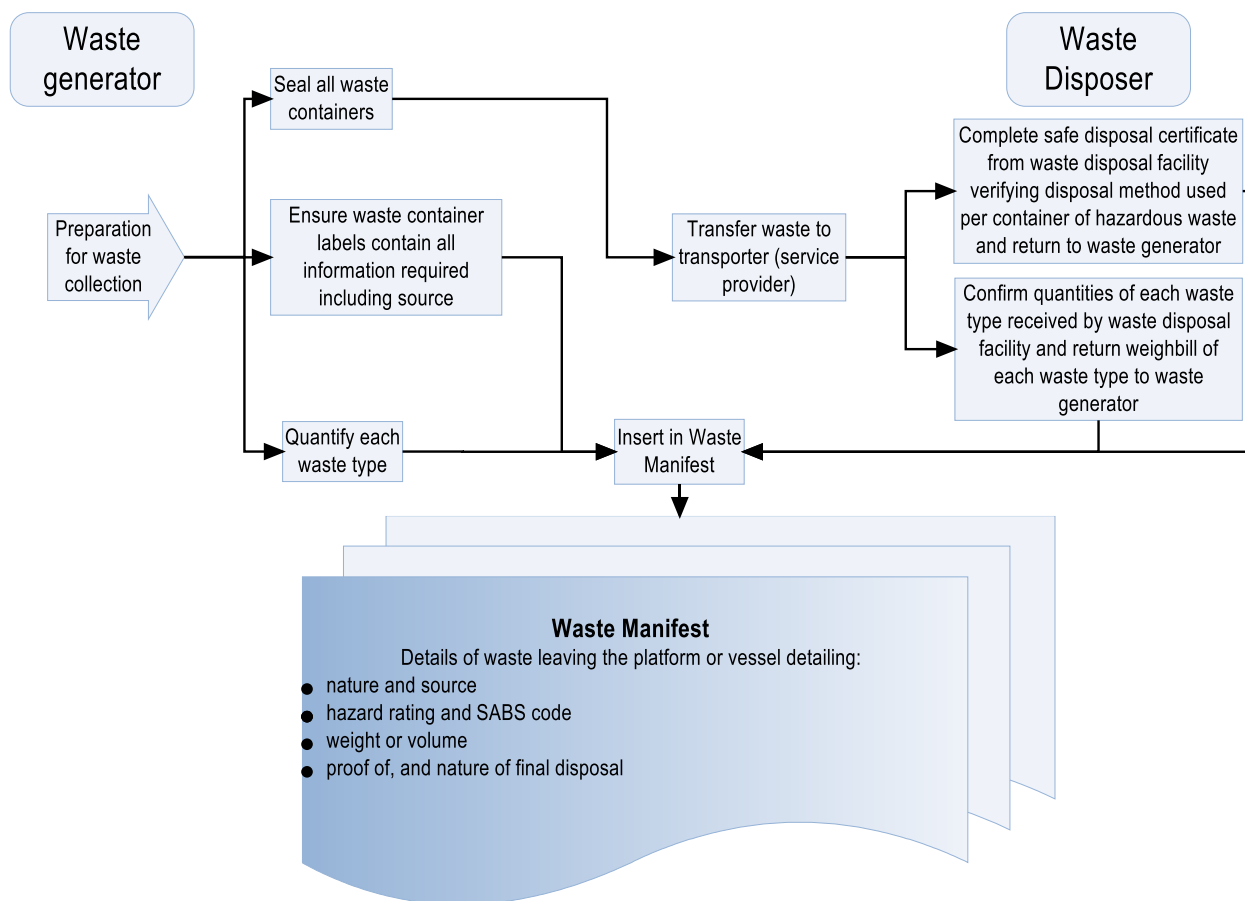 Waste
generator
Waste
Disposer
Seal all waste
containers
Complete safe disposal certificate
from waste disposal facility
verifying disposal method used
per container of hazardous waste
and return to waste generator
Preparation
for waste
collection
Ensure waste container
labels contain all
information required
including source
Transfer waste to
transporter (service
provider)
Confirm quantities of each waste
type received by waste disposal
facility and return weighbill of
each waste type to waste
generator
Quantify each
waste type
Insert in Waste
Manifest
Waste Manifest
Details of waste leaving the platform or vessel detailing:
● nature and source
● hazard rating and SABS code
● weight or volume
● proof of, and nature of final disposal